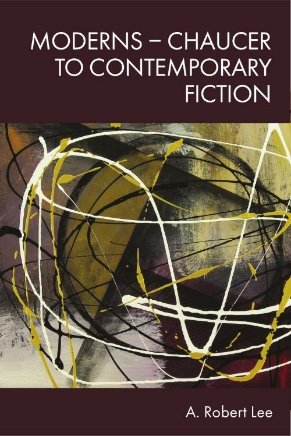 MODERNS – CHAUCER
TO CONTEMPORARY
FICTION
A. Robert Lee